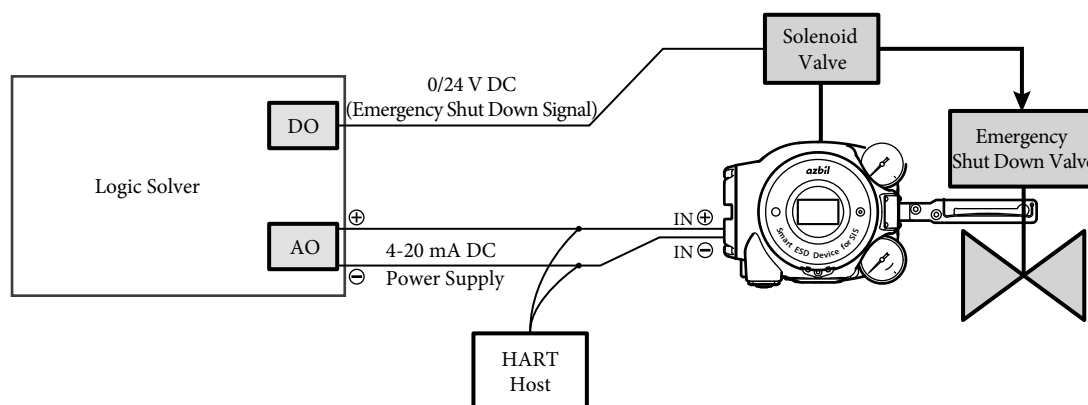 Solenoid
Valve
0/24 V DC
(Emergency Shut Down Signal)
DO
Emergency
Shut Down Valve
Logic Solver
azbil
Smart ESD Device for SIS
⊕
IN ⊕
AO
4-20 mA DC
IN ⊖
⊖
Power Supply
HART
Host